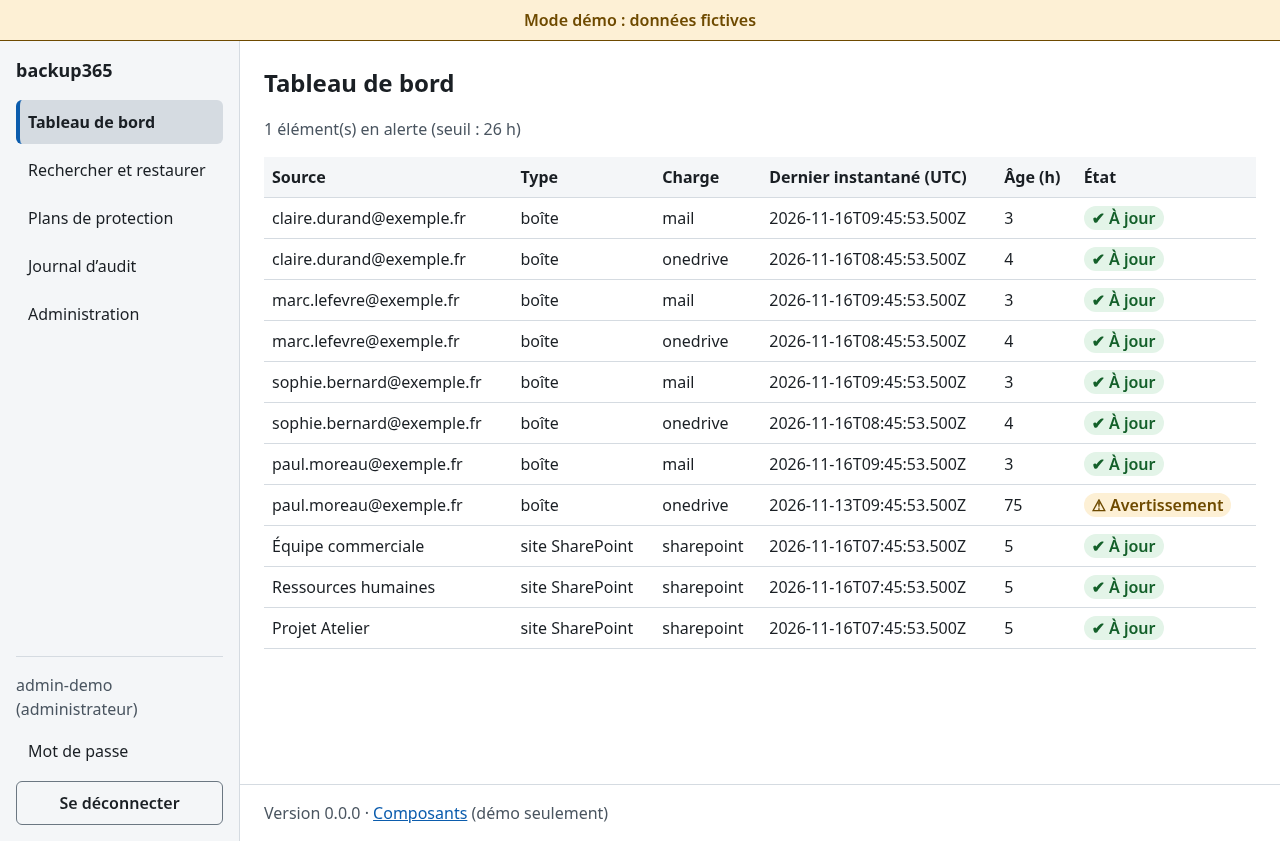 Mode démo : données fictives
backup365
Tableau de bord
Rechercher et restaurer
Plans de protection
Journal d’audit
Administration
admin-demo
(administrateur)
Mot de passe
Se déconnecter
Tableau de bord
1 élément(s) en alerte (seuil : 26 h)
Source Type Charge Dernier instantané (UTC) Âge (h) État
claire.durand@exemple.fr boîte mail 2026-11-16T09:45:53.500Z 3 ✔ À jour
claire.durand@exemple.fr boîte onedrive 2026-11-16T08:45:53.500Z 4 ✔ À jour
marc.lefevre@exemple.fr boîte mail 2026-11-16T09:45:53.500Z 3 ✔ À jour
marc.lefevre@exemple.fr boîte onedrive 2026-11-16T08:45:53.500Z 4 ✔ À jour
sophie.bernard@exemple.fr boîte mail 2026-11-16T09:45:53.500Z 3 ✔ À jour
sophie.bernard@exemple.fr boîte onedrive 2026-11-16T08:45:53.500Z 4 ✔ À jour
paul.moreau@exemple.fr boîte mail 2026-11-16T09:45:53.500Z 3 ✔ À jour
paul.moreau@exemple.fr boîte onedrive 2026-11-13T09:45:53.500Z 75 ⚠ Avertissement
Équipe commerciale site SharePoint sharepoint 2026-11-16T07:45:53.500Z 5 ✔ À jour
Ressources humaines site SharePoint sharepoint 2026-11-16T07:45:53.500Z 5 ✔ À jour
Projet Atelier site SharePoint sharepoint 2026-11-16T07:45:53.500Z 5 ✔ À jour
Version 0.0.0 · Composants (démo seulement)